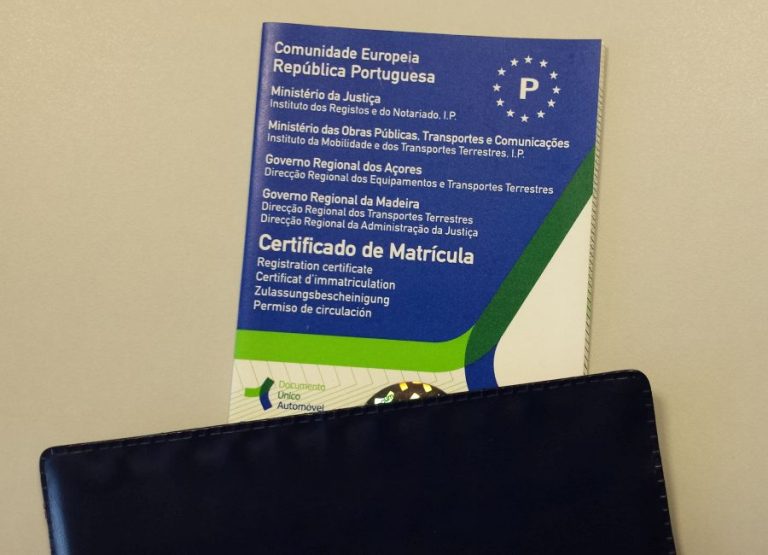 Comunidade Europeia
República Portuguesa
P
Ministério da Justiça
Instituto dos Registos e do Notariado, I.P.
Ministério das Obras Públicas, Transportes e Comunicações
Instituto da Mobilidade e dos Transportes Terrestres, I.P.
Governo Regional dos Açores
Direcção Regional dos Equipamentos e Transportes Terrestres
Governo Regional da Madeira
Direcção Regional dos Transportes Terrestres
Direcção Regional da Administração da Justiça
Certificado de Matrícula
Registration certificate
Certificat d'immatriculation
Zulassungsbescheinigung
Permiso de circulación
Documento
Único
Automóvel